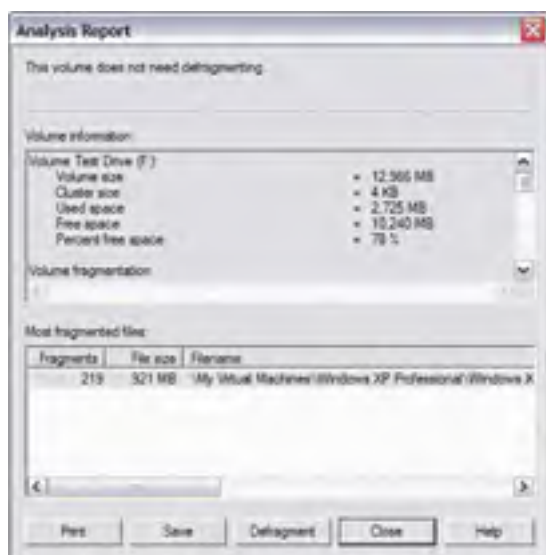 Analysis Report
This volume does not need defragmenting.
Volume information:
Volume Test Drive (F:)
Volume size = 12,966 MB
Cluster size = 4 KB
Used space = 2,725 MB
Free space = 10,240 MB
Percent free space = 78 %
Volume fragmentation
Most fragmented files:
Fragments File size Filename
219 921 MB \My Virtual Machines\Windows XP Professional\Windows X
Print Save Defragment Close Help